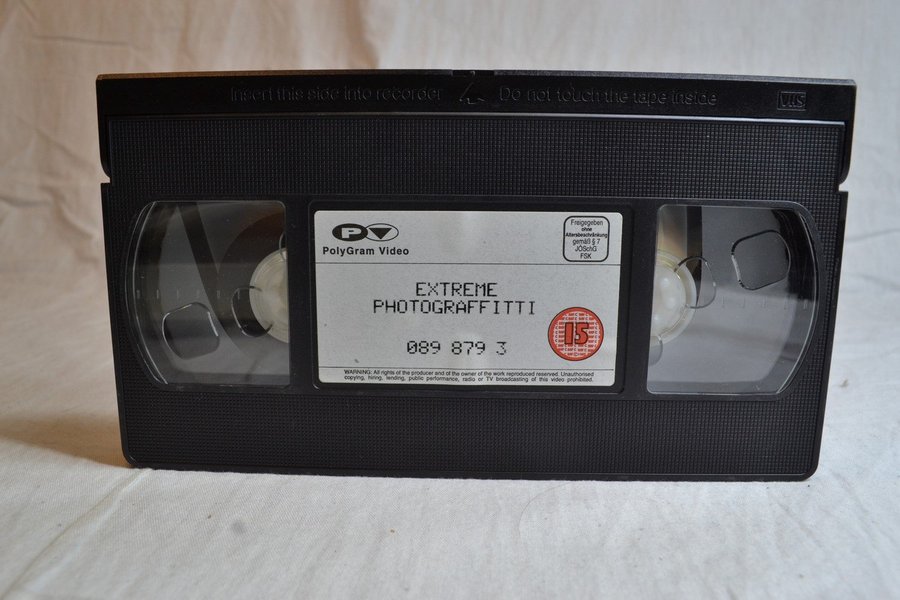 Insert this side into recorder Do not touch the tape inside VHS
PV
PolyGram Video
Freigegeben
ohne
Altersbeschränkung
gemäß § 7
JÖSchG
FSK
EXTREME
PHOTOGRAFFITTI
15
089 879 3
WARNING: All rights of the producer and of the owner of the work reproduced reserved. Unauthorised
copying, hiring, lending, public performance, radio or TV broadcasting of this video prohibited.